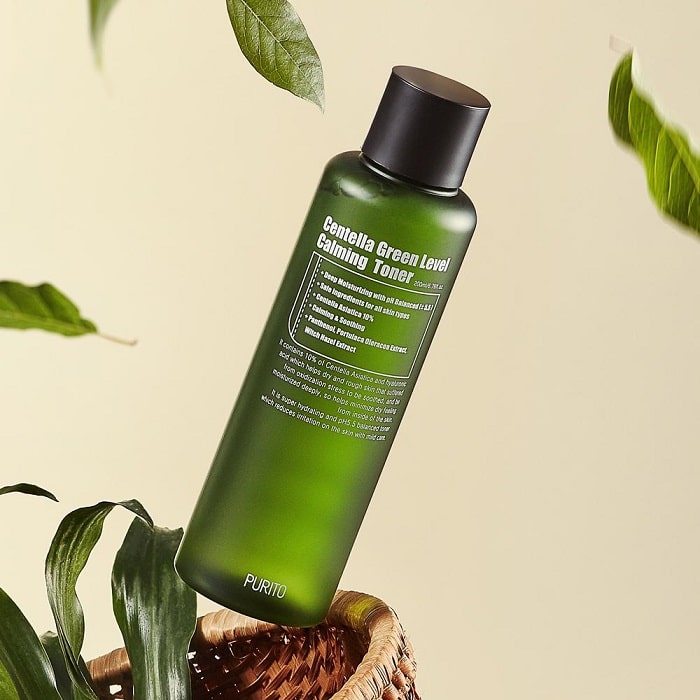 Centella Green Level
Calming Toner 200ml/6.76fl.oz
• Deep Moisturizing with pH Balanced (± 5.5)
• Safe Ingredients for all skin types
• Centella Asiatica 10%
• Calming & Soothing
• Panthenol, Portulaca Oleracea Extract,
Witch Hazel Extract
It contains 10% of Centella Asiatica and hyaluronic
acid which helps dry and rough skin that suffered
from oxidization stress to be soothed, and be
moisturized deeply, so helps minimize dry feeling
from inside of the skin.
It is super hydrating and pH5.5 balanced toner
which reduces irritation on the skin with mild care.
PURITO